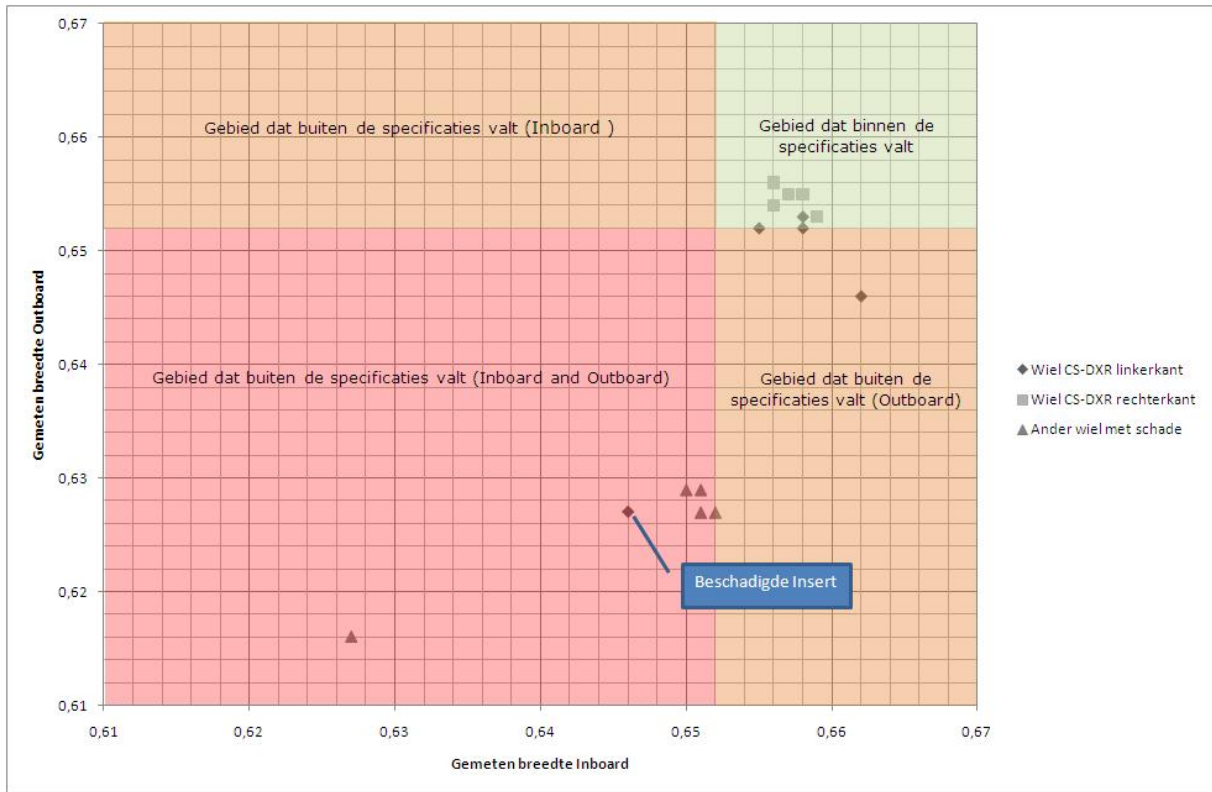 0,67
0,66
0,65
0,64
0,63
0,62
0,61
Gemeten breedte Outboard
Gebied dat buiten de specificaties valt (Inboard )
Gebied dat binnen de
specificaties valt
Gebied dat buiten de specificaties valt (Inboard and Outboard)
Gebied dat buiten de
specificaties valt (Outboard)
Beschadigde Insert
0,61 0,62 0,63 0,64 0,65 0,66 0,67
Gemeten breedte Inboard
Wiel CS-DXR linkerkant
Wiel CS-DXR rechterkant
Ander wiel met schade